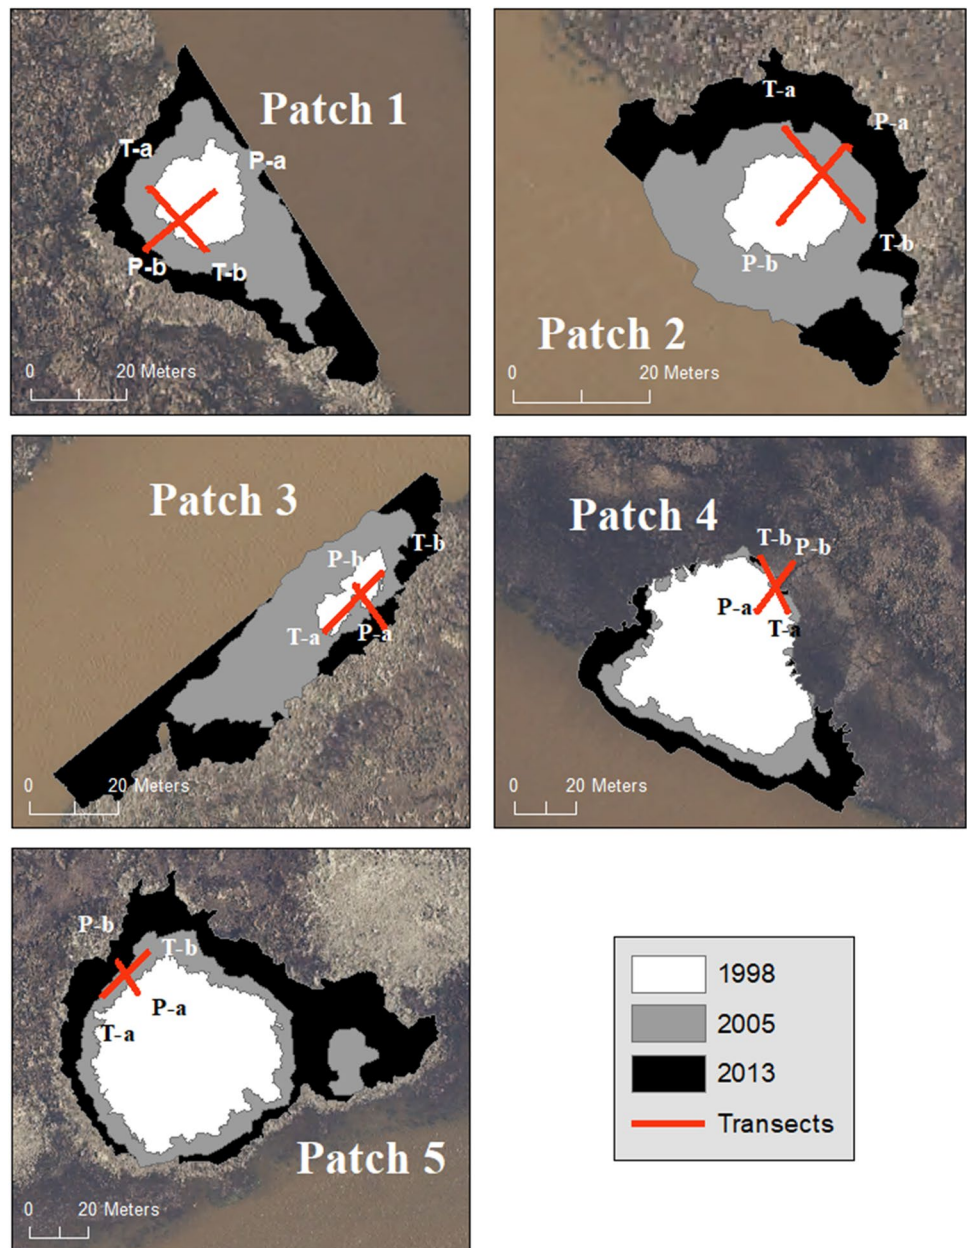 Patch 1
T-a
P-a
P-b
T-b
0 20 Meters
Patch 2
T-a
P-a
T-b
P-b
0 20 Meters
Patch 3
P-b
T-b
T-a
P-a
0 20 Meters
Patch 4
T-b
P-b
P-a
T-a
0 20 Meters
P-b
T-b
P-a
T-a
Patch 5
0 20 Meters
1998
2005
2013
Transects